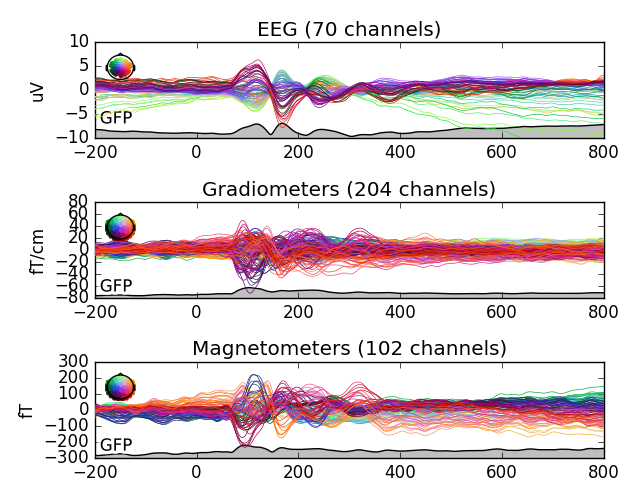 EEG (70 channels)
10
5
0
−5
−10
uV
GFP
−200 0 200 400 600 800
Gradiometers (204 channels)
80
60
40
20
0
−20
−40
−60
−80
fT/cm
GFP
−200 0 200 400 600 800
Magnetometers (102 channels)
300
200
100
0
−100
−200
−300
fT
GFP
−200 0 200 400 600 800